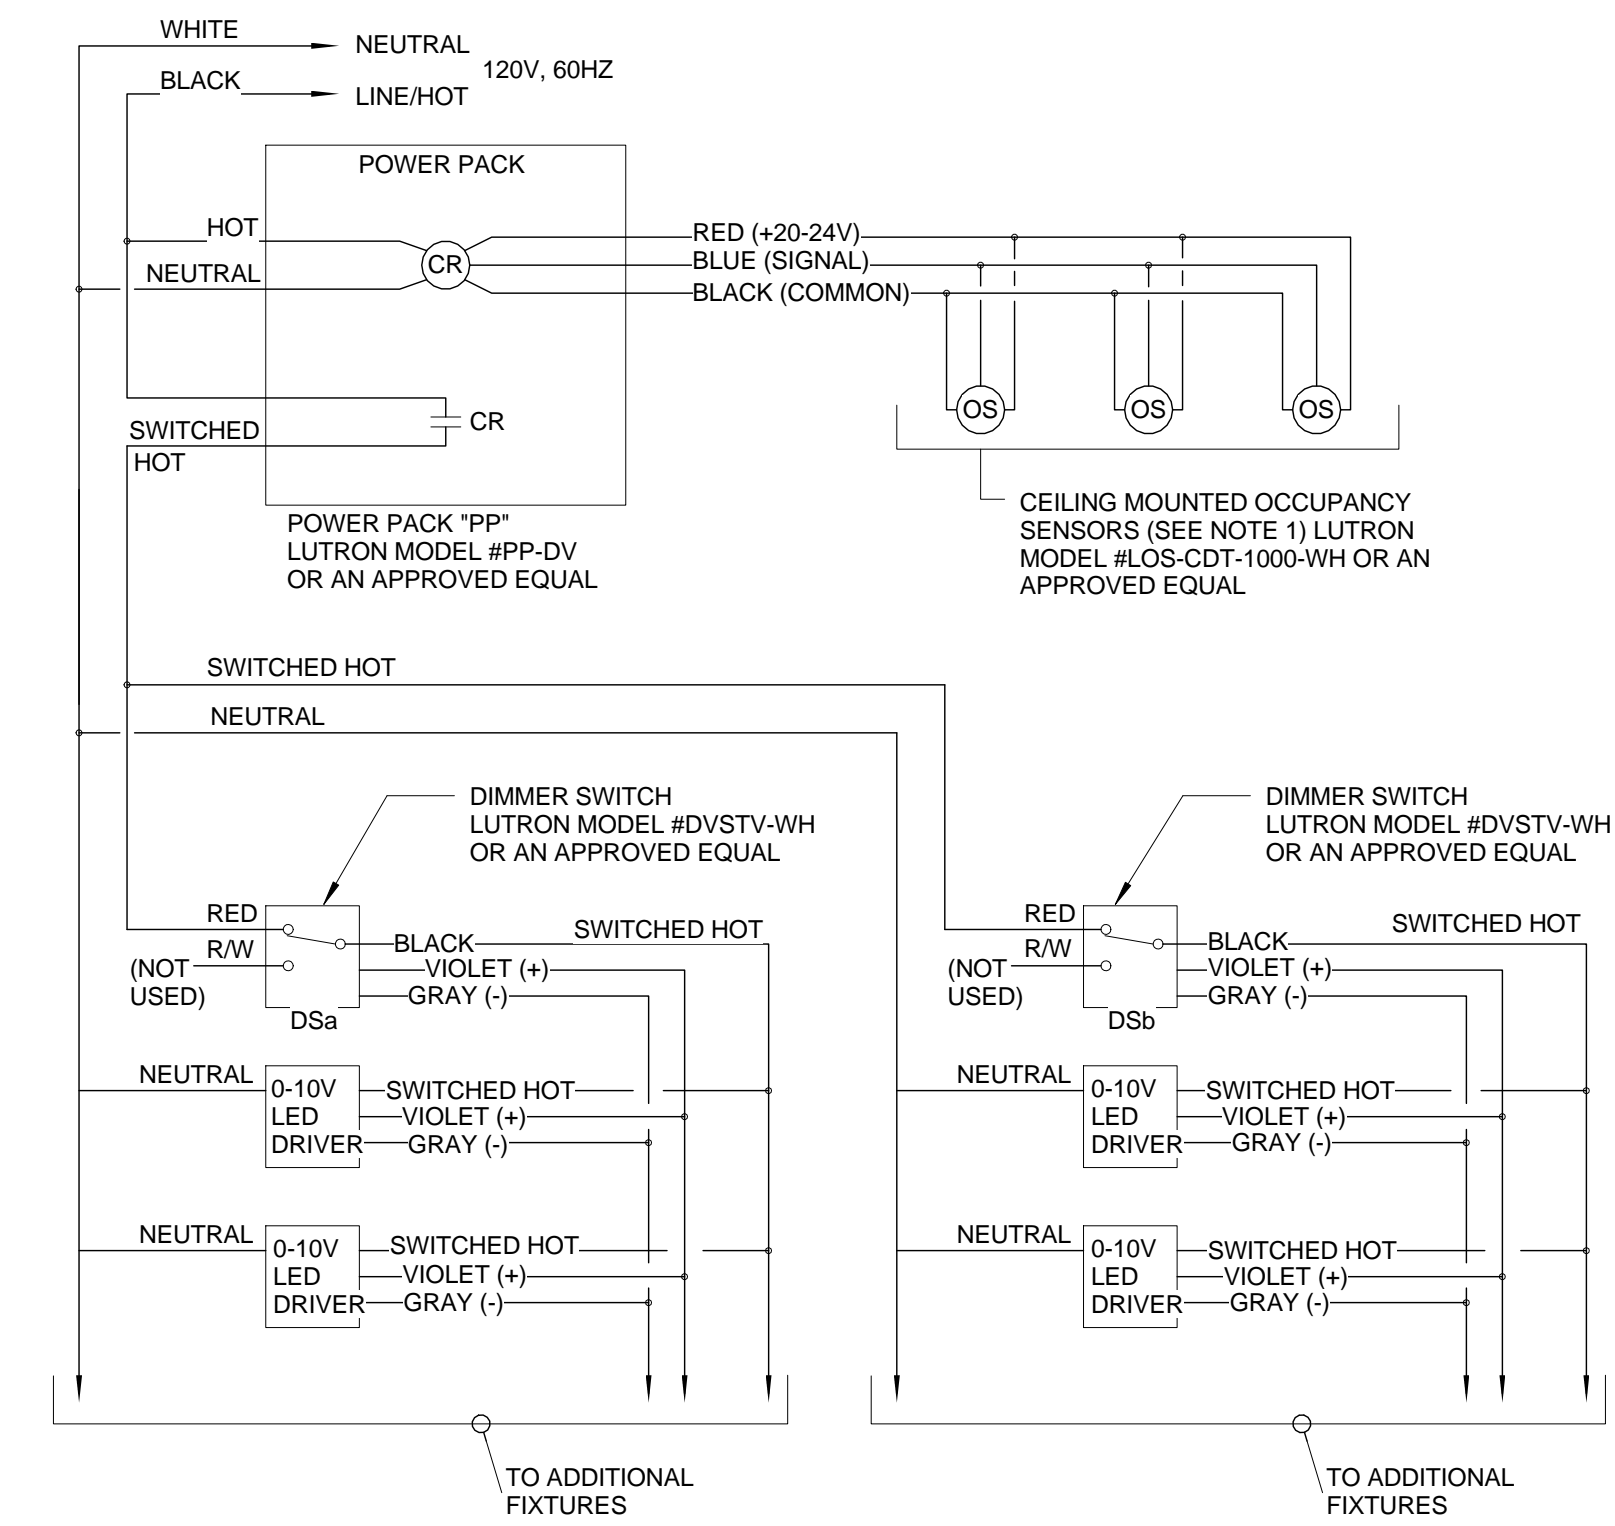 WHITE
NEUTRAL
120V, 60HZ
BLACK
LINE/HOT
POWER PACK
HOT
NEUTRAL
CR
RED (+20-24V)
BLUE (SIGNAL)
BLACK (COMMON)
OS
OS
OS
CR
SWITCHED
HOT
POWER PACK "PP"
LUTRON MODEL #PP-DV
OR AN APPROVED EQUAL
CEILING MOUNTED OCCUPANCY
SENSORS (SEE NOTE 1) LUTRON
MODEL #LOS-CDT-1000-WH OR AN
APPROVED EQUAL
SWITCHED HOT
NEUTRAL
DIMMER SWITCH
LUTRON MODEL #DVSTV-WH
OR AN APPROVED EQUAL
DIMMER SWITCH
LUTRON MODEL #DVSTV-WH
OR AN APPROVED EQUAL
RED
R/W
(NOT
USED)
BLACK
SWITCHED HOT
VIOLET (+)
GRAY (-)
DSa
RED
R/W
(NOT
USED)
BLACK
SWITCHED HOT
VIOLET (+)
GRAY (-)
DSb
NEUTRAL
0-10V
LED
DRIVER
SWITCHED HOT
VIOLET (+)
GRAY (-)
NEUTRAL
0-10V
LED
DRIVER
SWITCHED HOT
VIOLET (+)
GRAY (-)
NEUTRAL
0-10V
LED
DRIVER
SWITCHED HOT
VIOLET (+)
GRAY (-)
NEUTRAL
0-10V
LED
DRIVER
SWITCHED HOT
VIOLET (+)
GRAY (-)
TO ADDITIONAL
FIXTURES
TO ADDITIONAL
FIXTURES